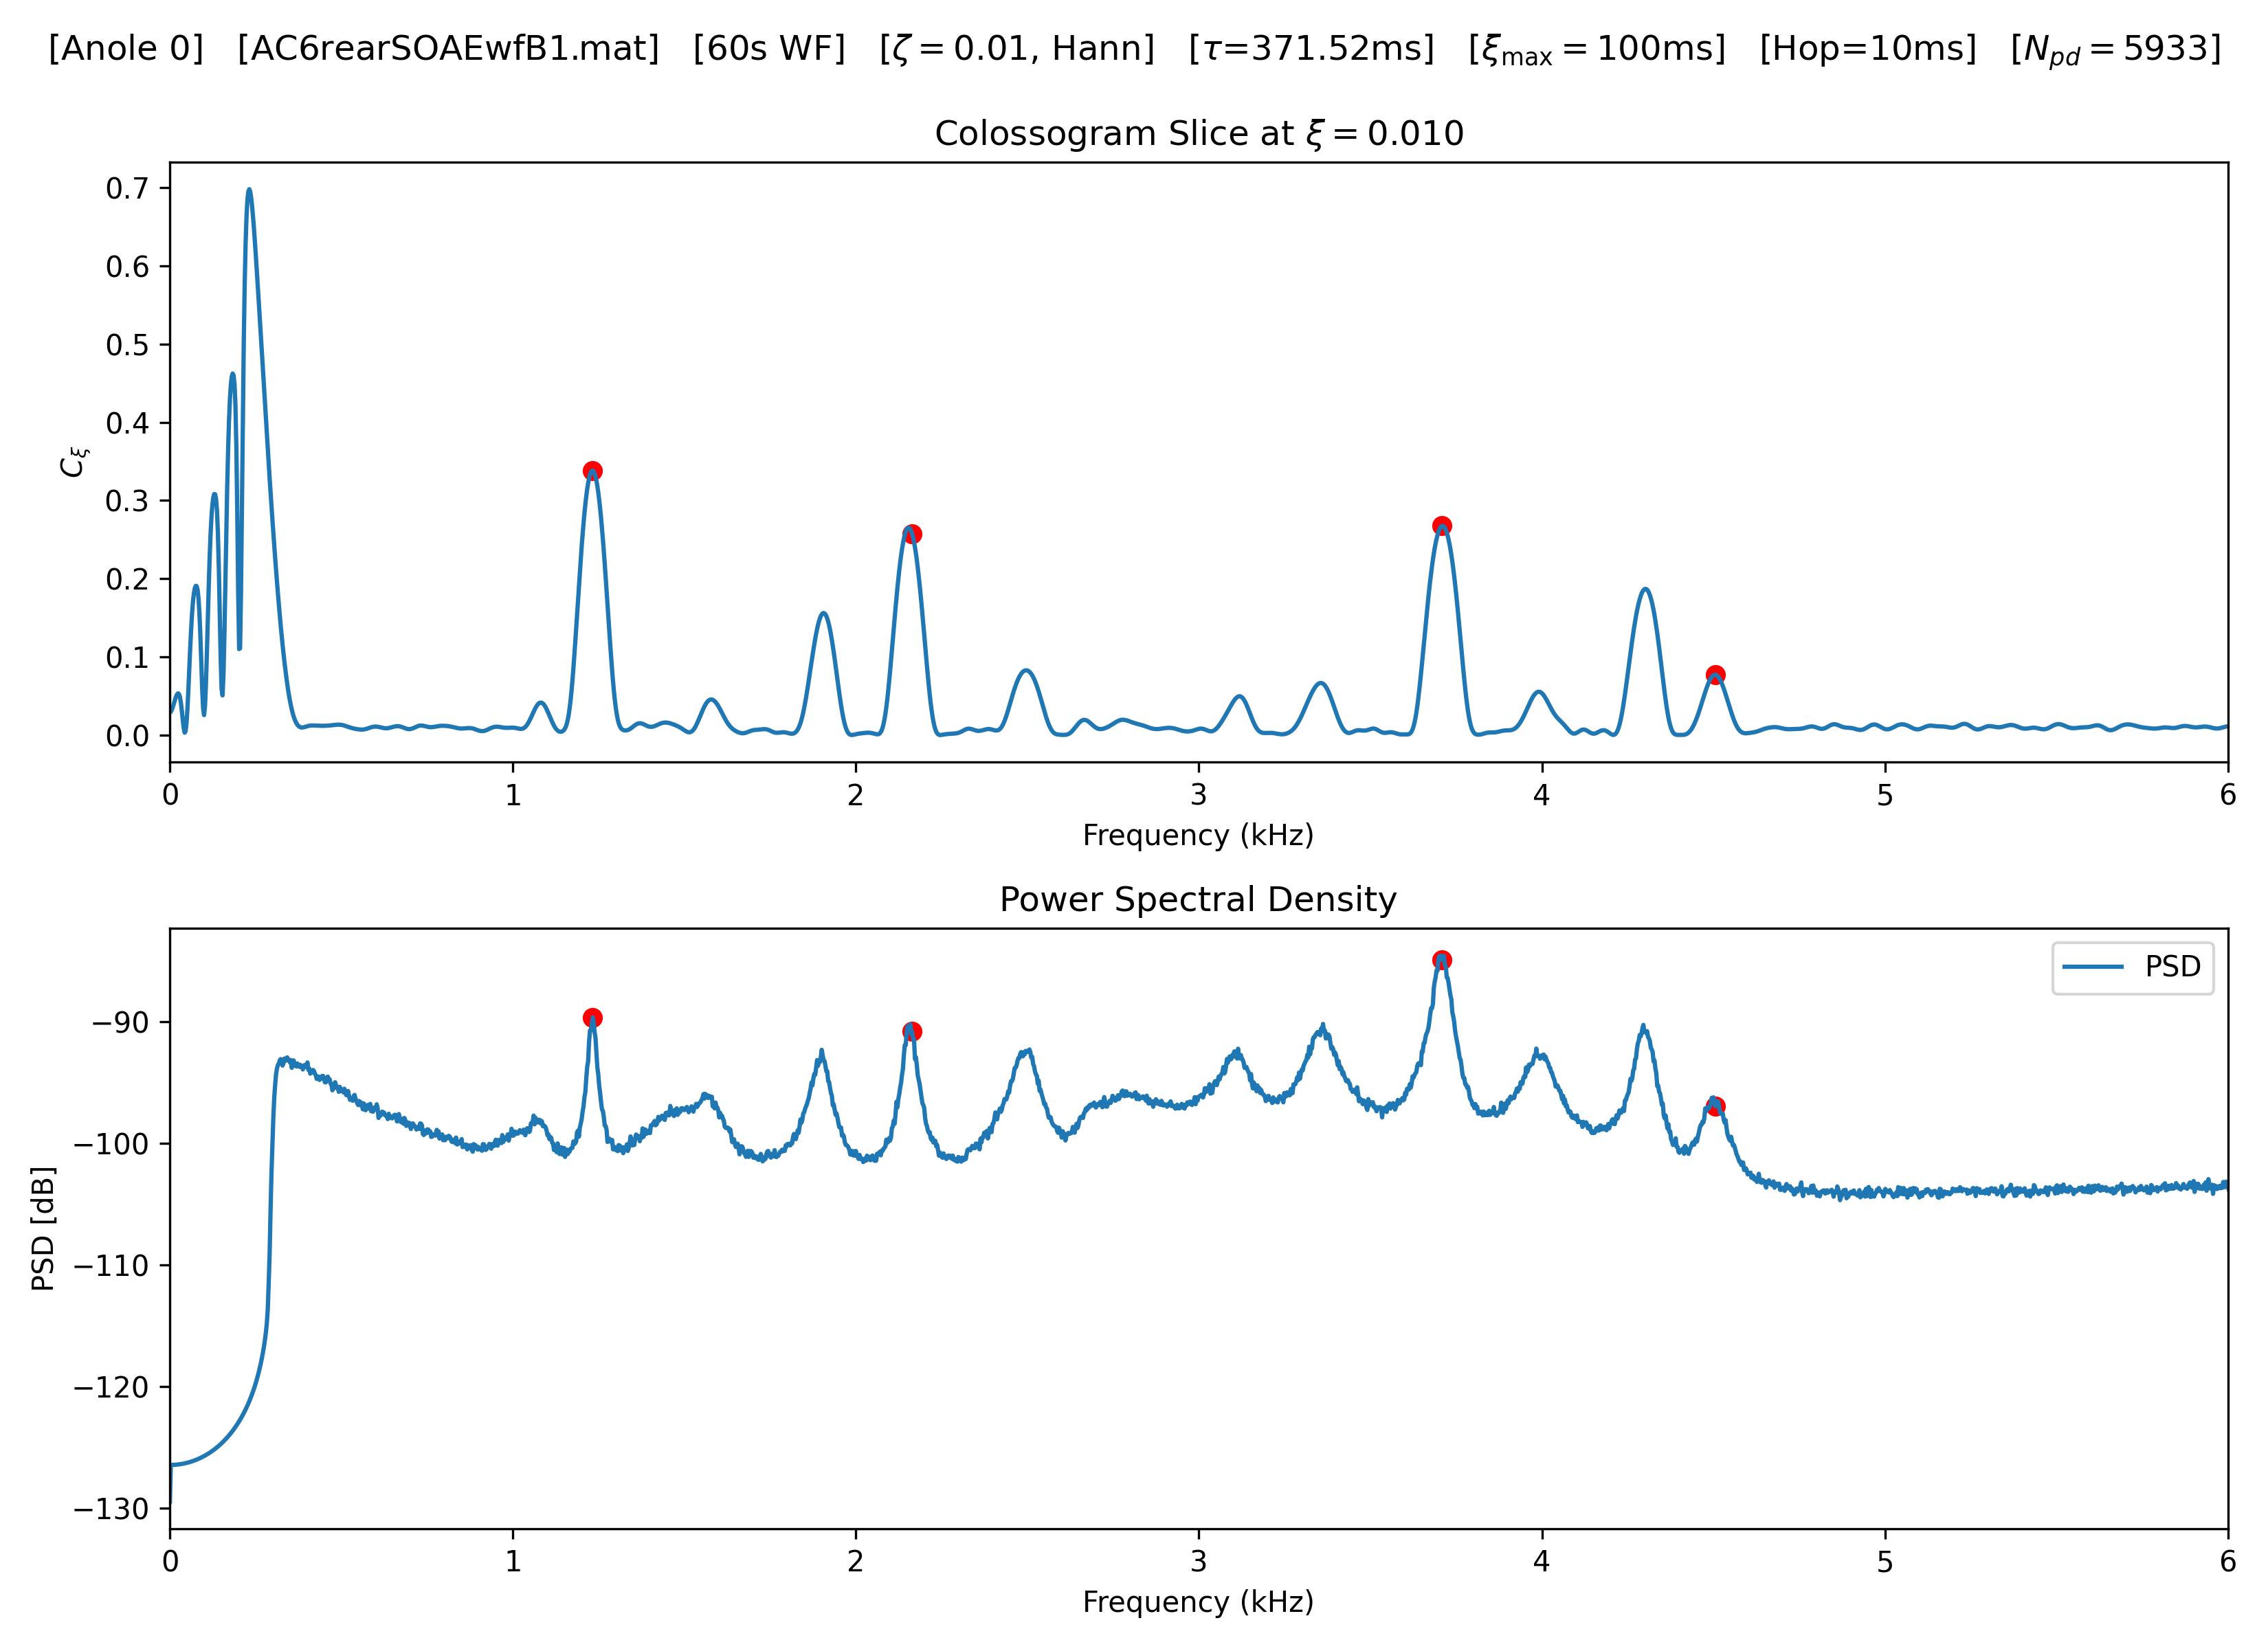 [Anole 0] [AC6rearSOAEwfB1.mat] [60s WF] [ζ = 0.01, Hann] [τ=371.52ms] [ξmax = 100ms] [Hop=10ms] [Npd = 5933]
Colossogram Slice at ξ = 0.010
0.7
0.6
0.5
0.4
0.3
0.2
0.1
0.0
Cξ
0 1 2 3 4 5 6
Frequency (kHz)
Power Spectral Density
PSD
−90
−100
−110
−120
−130
PSD [dB]
0 1 2 3 4 5 6
Frequency (kHz)